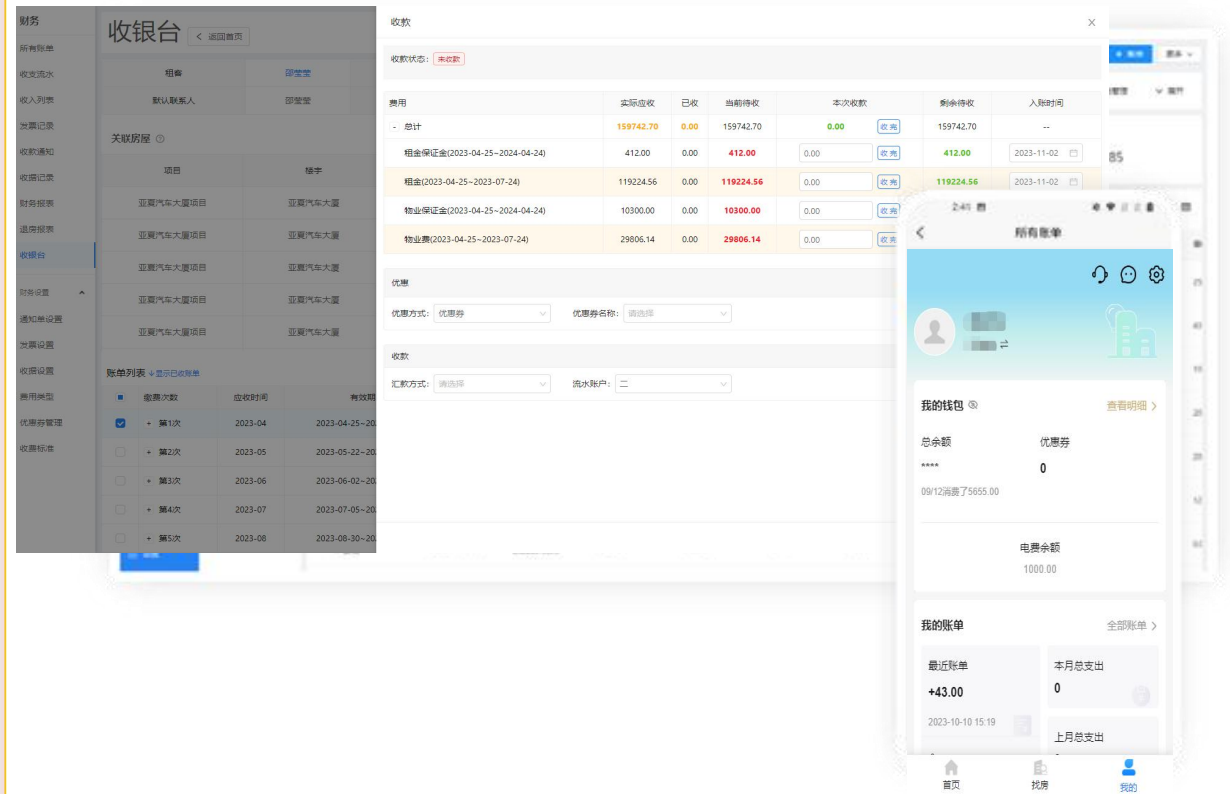 财务
所有账单
收支流水
收入列表
发票记录
收款通知
收据记录
财务报表
退房报表
收银台
财务设置
通知单设置
发票设置
收据设置
费用类型
优惠券管理
收费标准
收银台 < 返回首页
租客 邵莹莹
默认联系人 邵莹莹
关联房屋
项目 楼宇
亚夏汽车大厦项目 亚夏汽车大厦
亚夏汽车大厦项目 亚夏汽车大厦
亚夏汽车大厦项目 亚夏汽车大厦
亚夏汽车大厦项目 亚夏汽车大厦
亚夏汽车大厦项目 亚夏汽车大厦
账单列表 显示已收账单
缴费次数 应收时间 有效期
+ 第1次 2023-04 2023-04-25~20
+ 第2次 2023-05 2023-05-22~20
+ 第3次 2023-06 2023-06-02~20
+ 第4次 2023-07 2023-07-05~20
+ 第5次 2023-08 2023-08-30~20
收款 ×
收款状态: 未收款
费用 实际应收 已收 当前待收 本次收款 剩余待收 入账时间
- 总计 159742.70 0.00 159742.70 0.00 收完 159742.70 --
租金保证金(2023-04-25~2024-04-24) 412.00 0.00 412.00 0.00 收完 412.00 2023-11-02
租金(2023-04-25~2023-07-24) 119224.56 0.00 119224.56 0.00 收完 119224.56 2023-11-02
物业保证金(2023-04-25~2024-04-24) 10300.00 0.00 10300.00 0.00 收完
物业费(2023-04-25~2023-07-24) 29806.14 0.00 29806.14 0.00 收完
优惠
优惠方式: 优惠券 优惠券名称: 请选择
收款
汇款方式: 请选择 流水账户: 二
85
2:41
所有账单
我的钱包 查看明细 >
总余额 优惠券
**** 0
09/12消费了5655.00
电费余额
1000.00
我的账单 全部账单 >
最近账单 本月总支出
+43.00 0
2023-10-10 15:19
上月总支出
首页 找房 我的